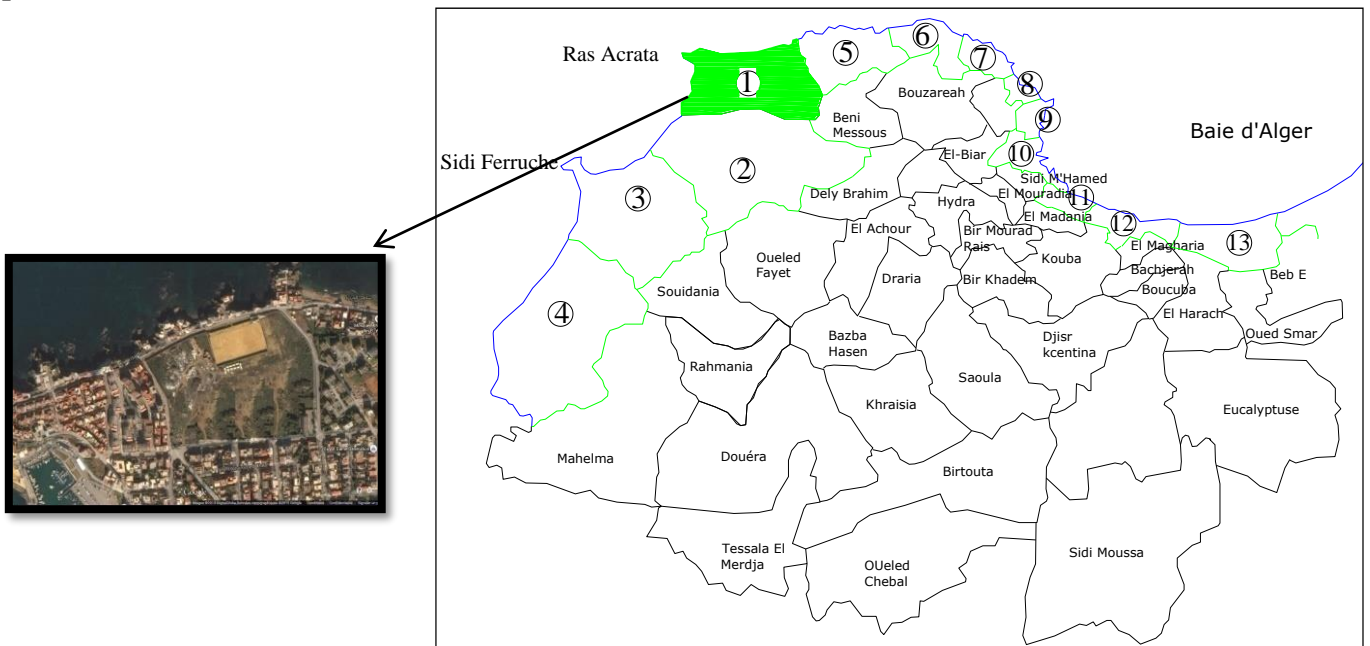 Ras Acrata
Sidi Ferruche
Baie d'Alger
1
2
3
4
5
6
7
8
9
10
11
12
13
Bouzareah
Beni
Messous
El-Biar
Sidi M'Hamed
El Mouradia
El Madania
Dely Brahim
Hydra
El Achour
Bir Mourad
Rais
Kouba
El Magharia
Bachjerah
Boucuba
Beb E
Oueled
Fayet
Draria
Bir Khadem
Souidania
El Harach
Oued Smar
Bazba
Hasen
Djisr
kcentina
Rahmania
Saoula
Khraisia
Eucalyptuse
Mahelma
Douéra
Birtouta
Tessala El
Merdja
OUeled
Chebal
Sidi Moussa